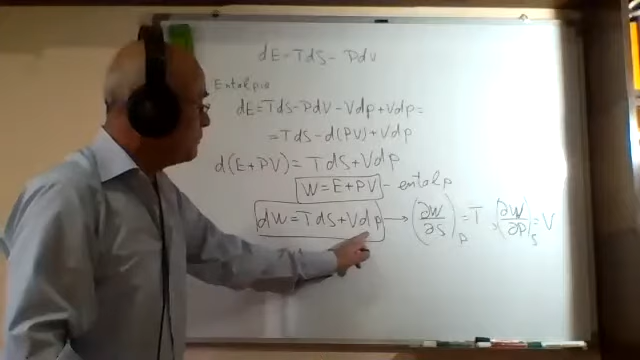 dE = TdS - PdV
Entalpia
dE = TdS - PdV - Vdp + Vdp =
= TdS - d(PV) + Vdp
d(E + PV) = TdS + Vdp
W = E + PV - entalp
dW = TdS + Vdp → (∂W/∂S)p = T, (∂W/∂P)S = V